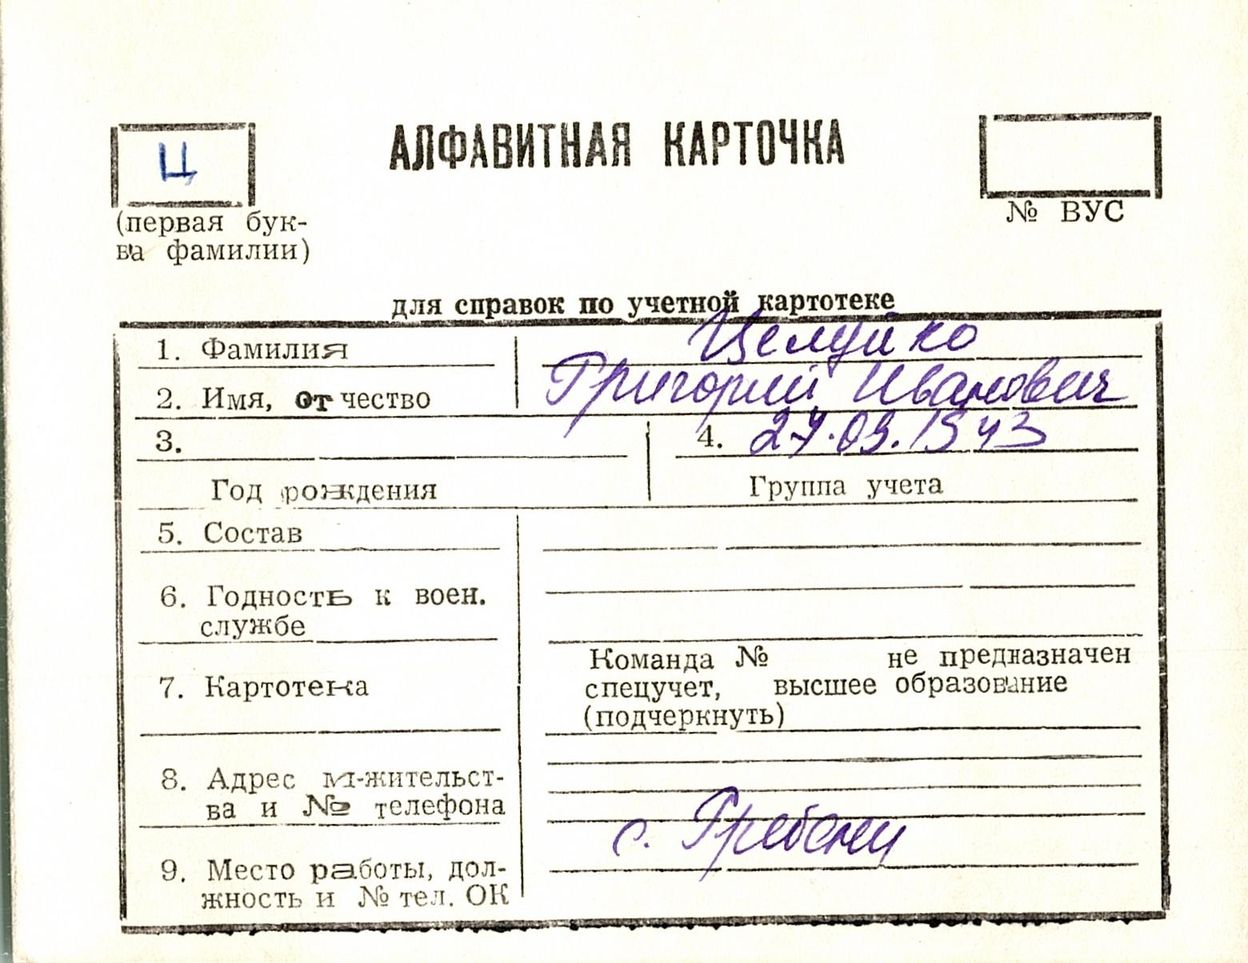 АЛФАВИТНАЯ КАРТОЧКА
Ц
(первая бук-
ва фамилии)
№ ВУС
для справок по учетной картотеке
1. Фамилия Целуйко
2. Имя, отчество Григорий Иванович
3.
4. 27.03.1943
Год рождения
Группа учета
5. Состав
6. Годность к воен.
службе
7. Картотека
Команда № не предназначен
спецучет, высшее образование
(подчеркнуть)
8. Адрес м-жительст-
ва и № телефона
с. Гребени
9. Место работы, дол-
жность и № тел. ОК